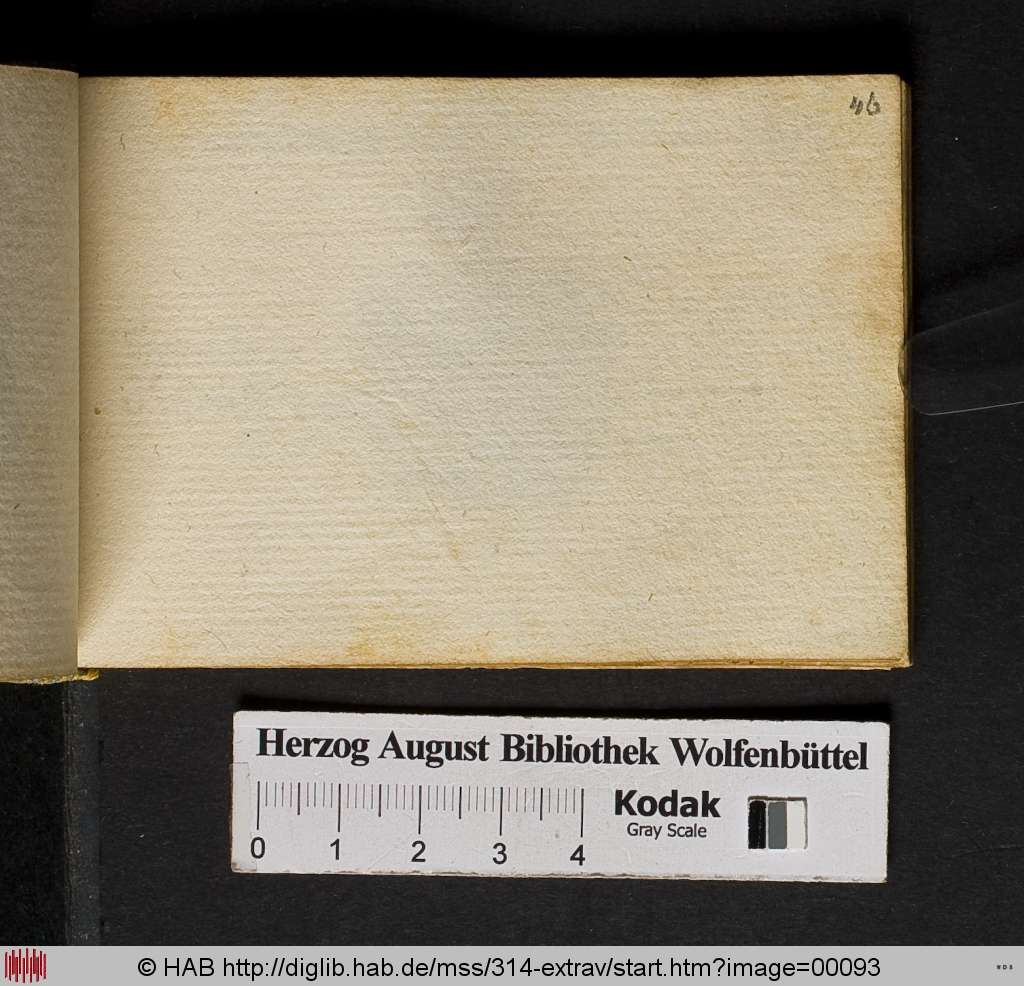 46
Herzog August Bibliothek Wolfenbüttel
Kodak
Gray Scale
0 1 2 3 4
© HAB http://diglib.hab.de/mss/314-extrav/start.htm?image=00093
WDB